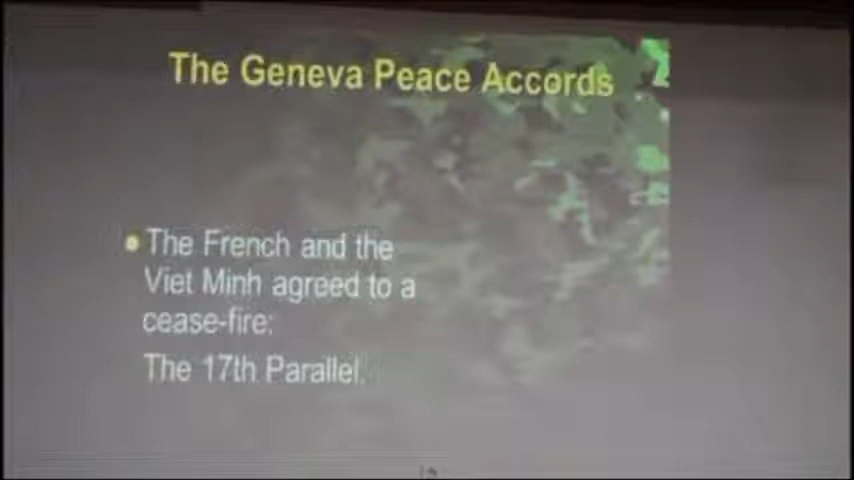 The Geneva Peace Accords
The French and the
Viet Minh agreed to a
cease-fire:
The 17th Parallel.